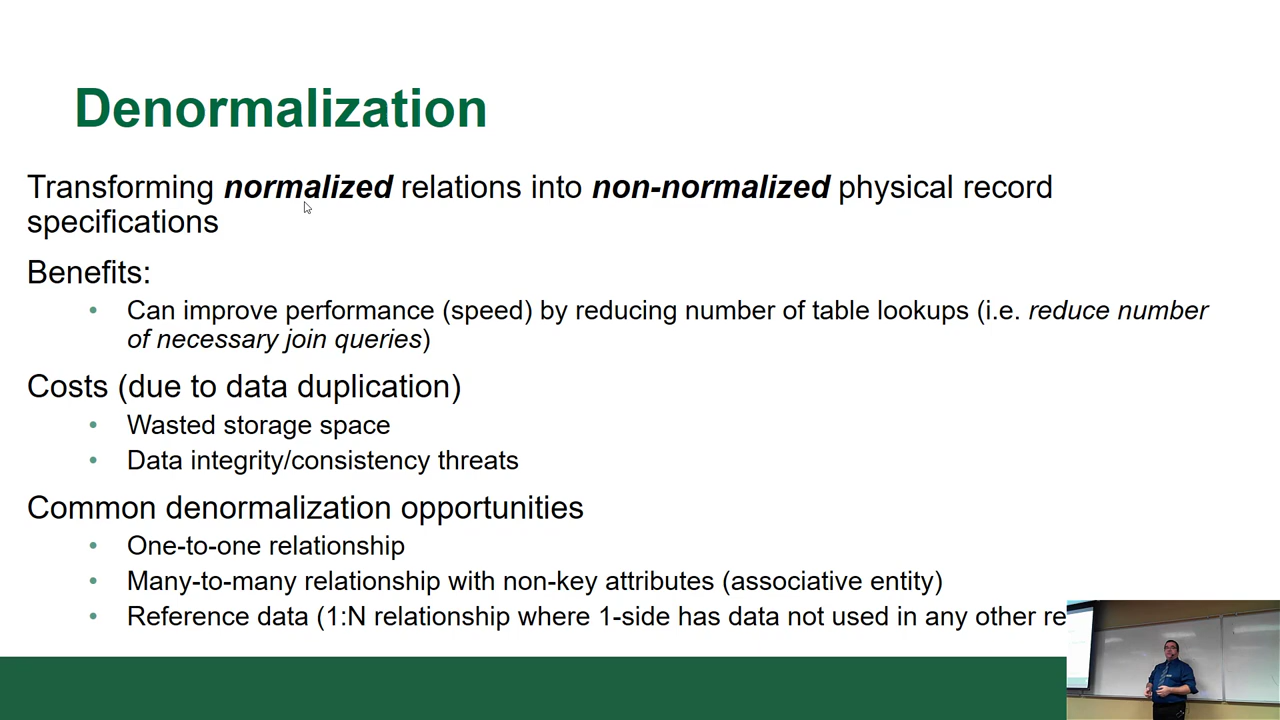 Denormalization
Transforming normalized relations into non-normalized physical record
specifications
Benefits:
• Can improve performance (speed) by reducing number of table lookups (i.e. reduce number
of necessary join queries)
Costs (due to data duplication)
• Wasted storage space
• Data integrity/consistency threats
Common denormalization opportunities
• One-to-one relationship
• Many-to-many relationship with non-key attributes (associative entity)
• Reference data (1:N relationship where 1-side has data not used in any other re